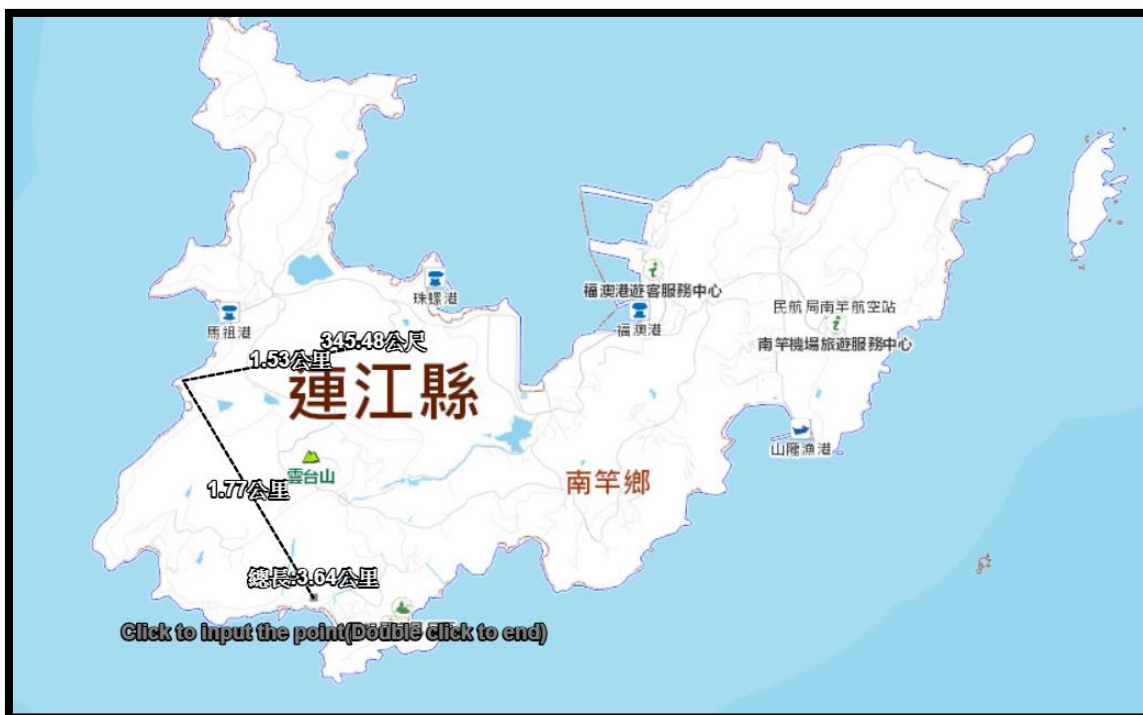 珠螺港
福澳港遊客服務中心
馬祖港
福澳港
民航局南竿航空站
南竿機場旅遊服務中心
345.48公尺
1.53公里
連江縣
山隴漁港
雲台山
南竿鄉
1.77公里
總長:3.64公里
Click to input the point(Double click to end)